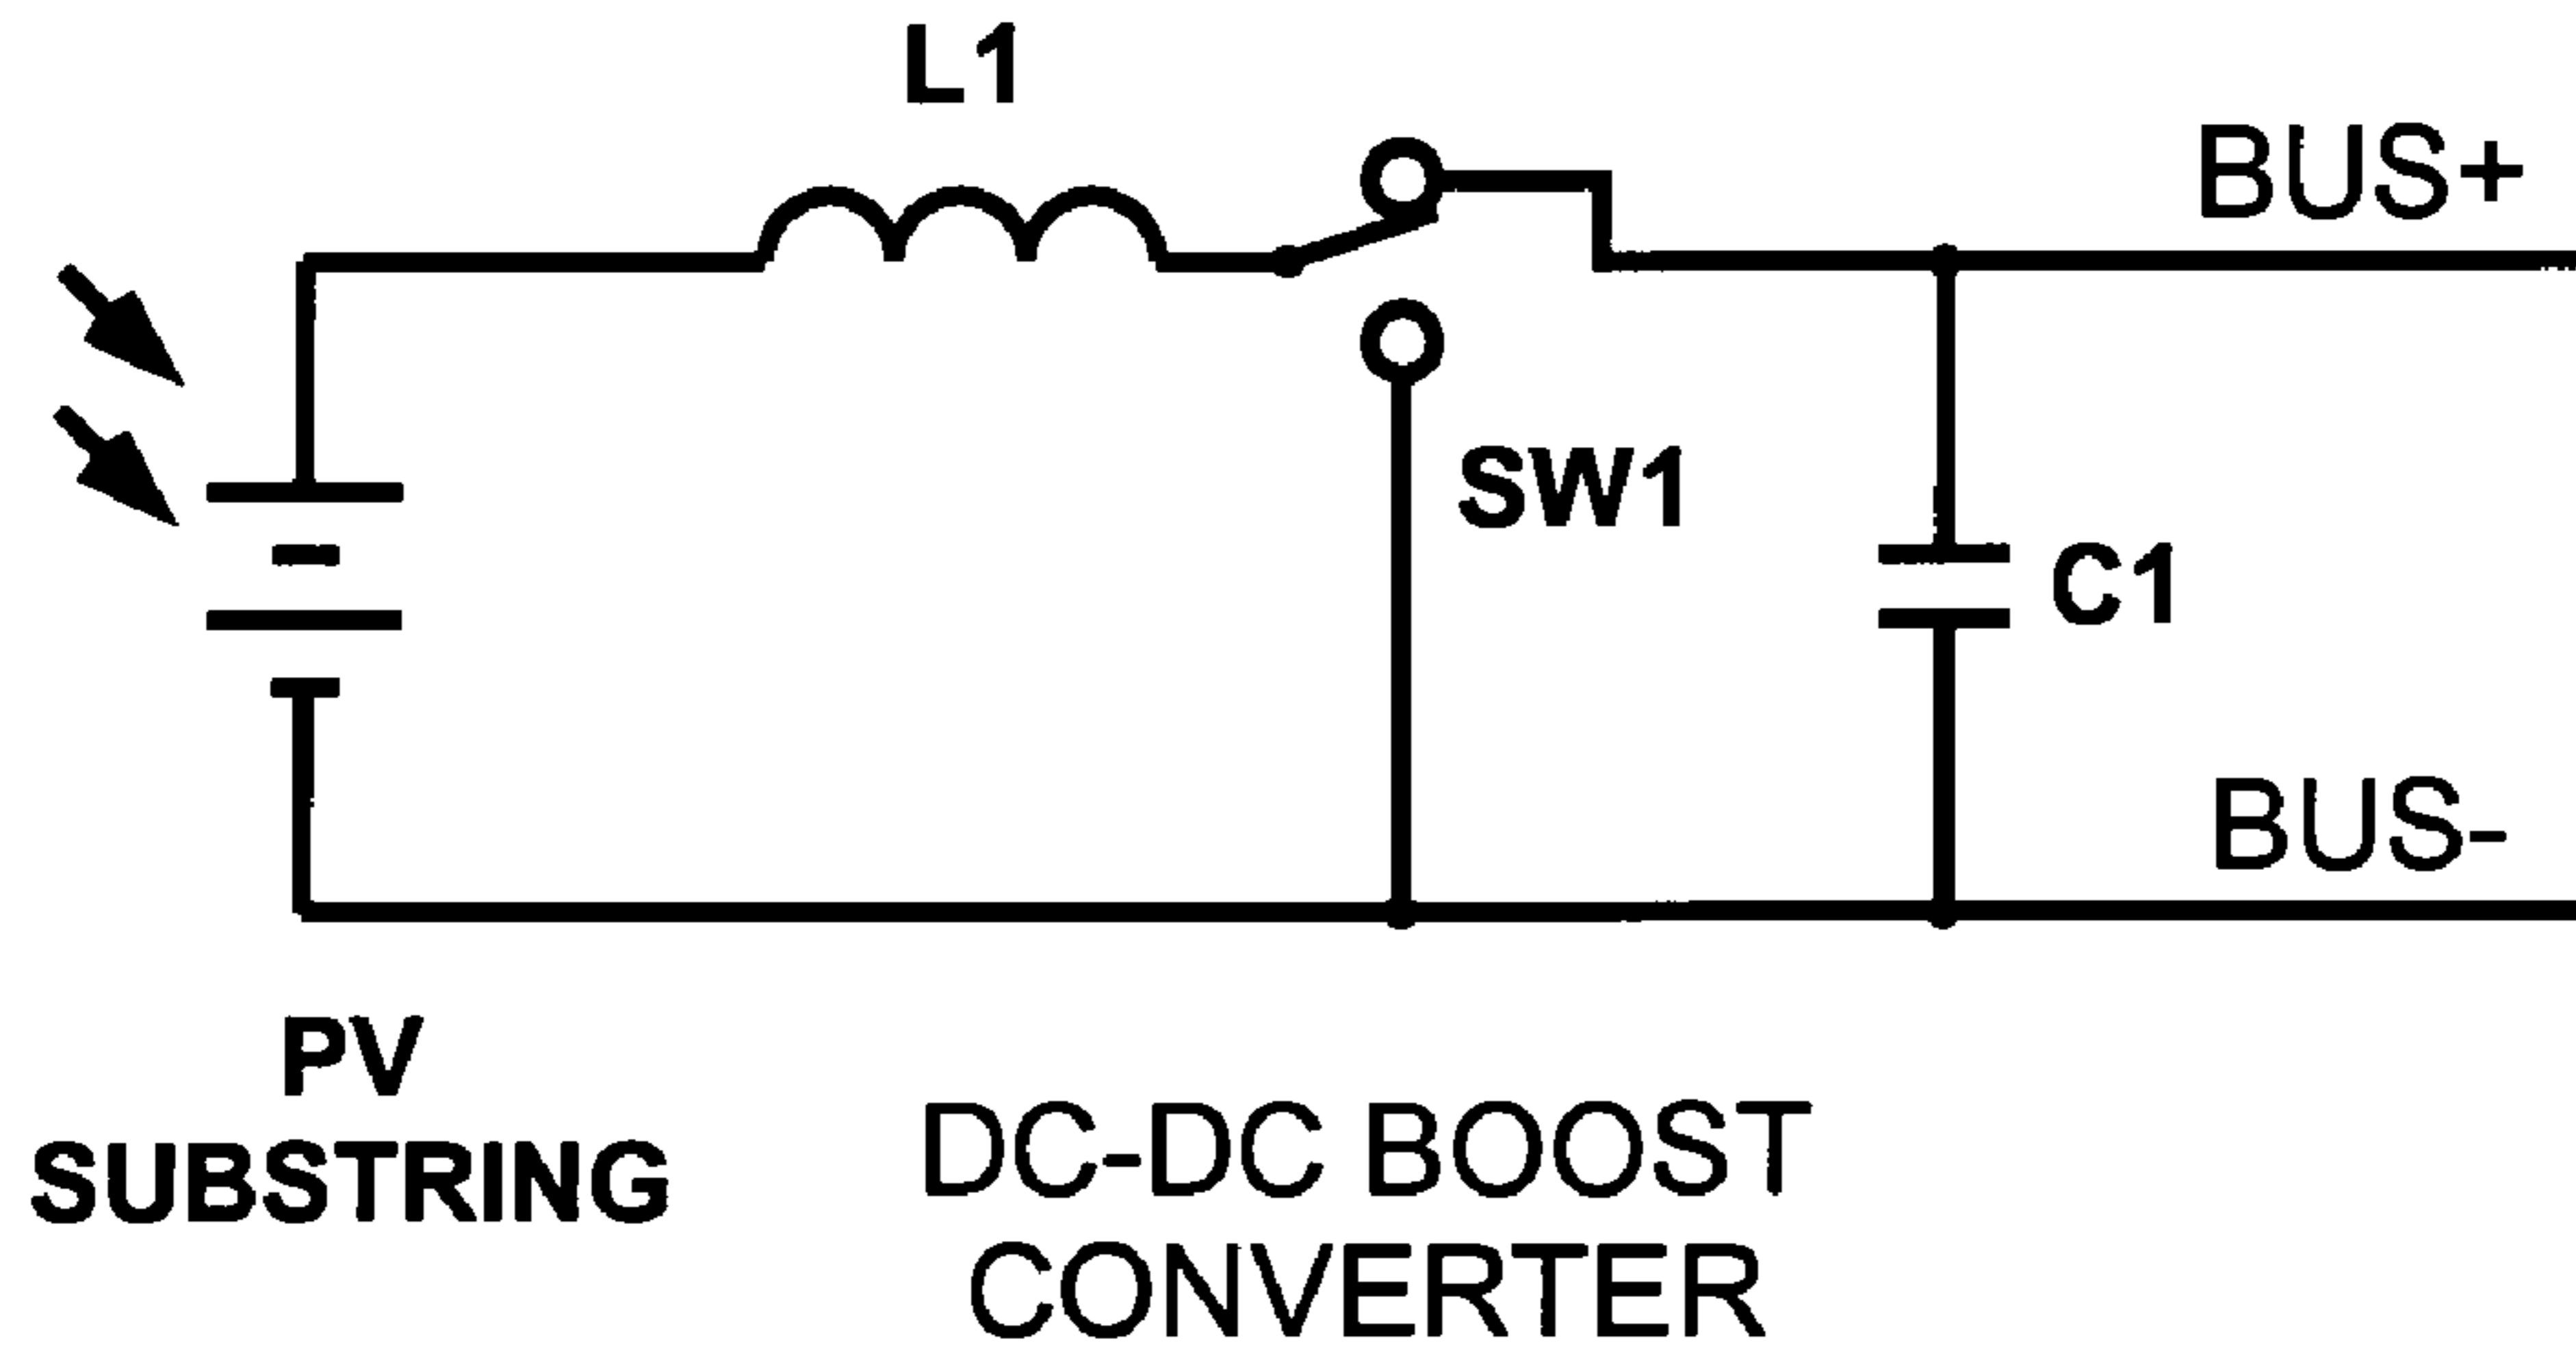 L1
BUS+
SW1
C1
BUS-
PV
SUBSTRING
DC-DC BOOST
CONVERTER